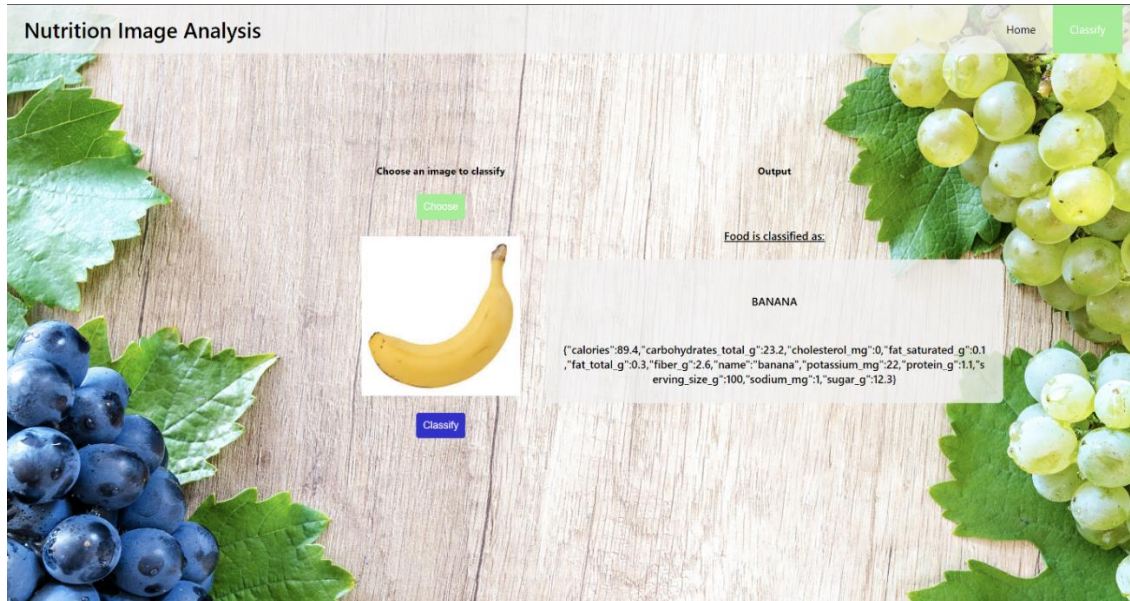 Nutrition Image Analysis
Home
Classify
Choose an image to classify
Choose
Classify
Output
Food is classified as:
BANANA
{"calories":89.4,"carbohydrates_total_g":23.2,"cholesterol_mg":0,"fat_saturated_g":0.1
,"fat_total_g":0.3,"fiber_g":2.6,"name":"banana","potassium_mg":22,"protein_g":1.1,"s
erving_size_g":100,"sodium_mg":1,"sugar_g":12.3}